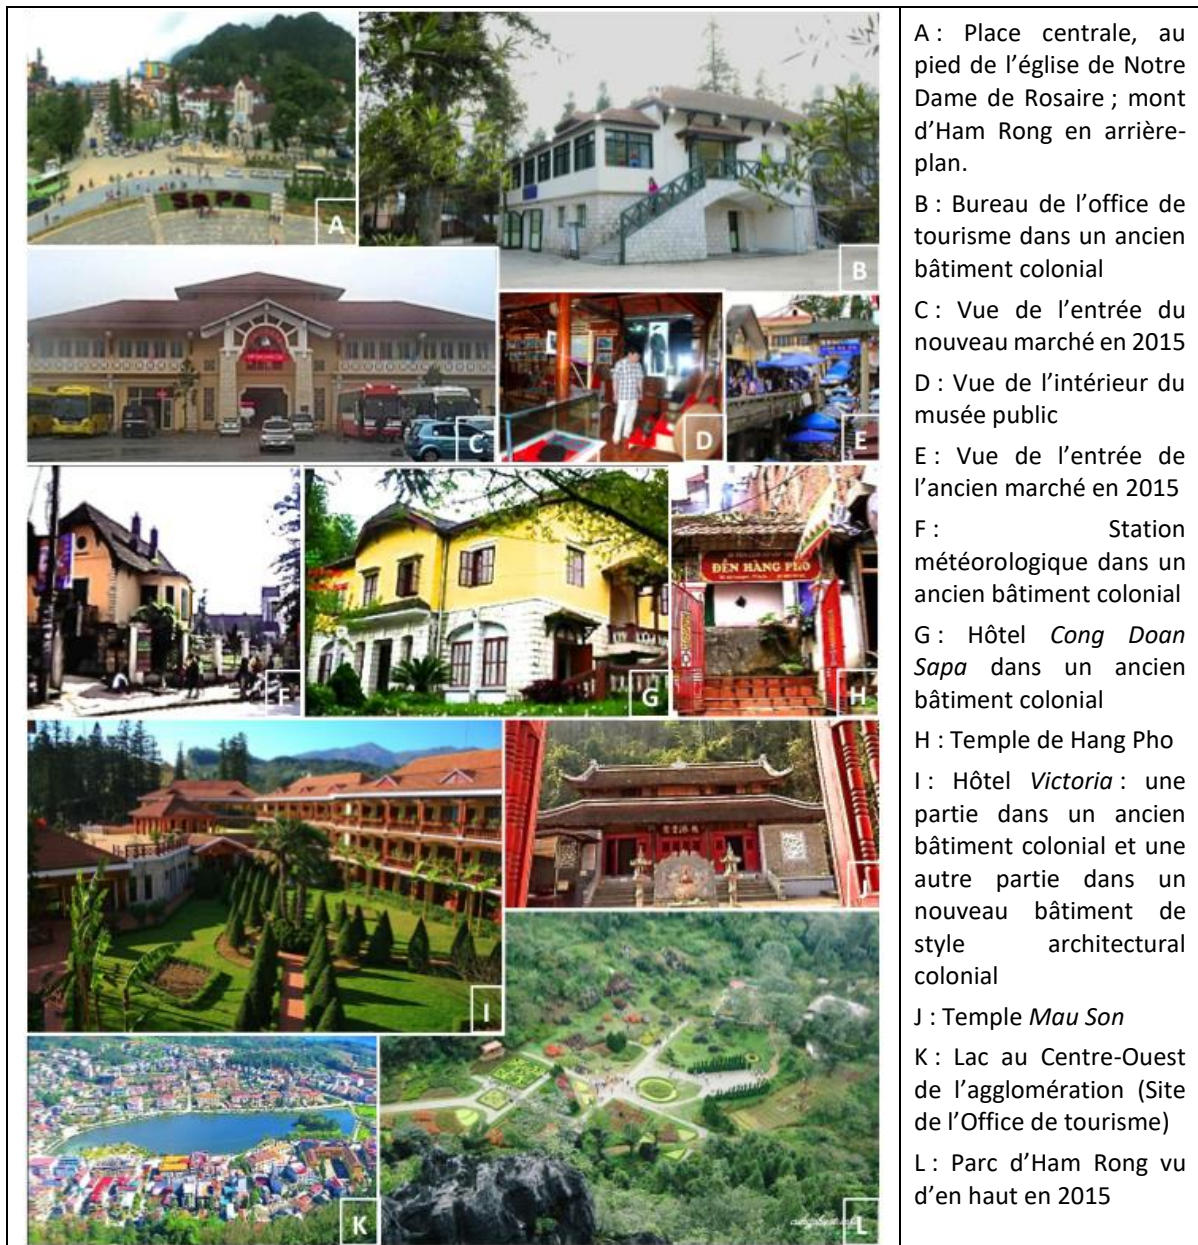 A
B
C
D
E
F
G
H
I
J
K
L
Sapa
ĐỀN HÀNG PHỐ
A : Place centrale, au
pied de l’église de Notre
Dame de Rosaire ; mont
d’Ham Rong en arrière-
plan.
B : Bureau de l’office de
tourisme dans un ancien
bâtiment colonial
C : Vue de l’entrée du
nouveau marché en 2015
D : Vue de l’intérieur du
musée public
E : Vue de l’entrée de
l’ancien marché en 2015
F : Station
météorologique dans un
ancien bâtiment colonial
G : Hôtel Cong Doan
Sapa dans un ancien
bâtiment colonial
H : Temple de Hang Pho
I : Hôtel Victoria : une
partie dans un ancien
bâtiment colonial et une
autre partie dans un
nouveau bâtiment de
style architectural
colonial
J : Temple Mau Son
K : Lac au Centre-Ouest
de l’agglomération (Site
de l’Office de tourisme)
L : Parc d’Ham Rong vu
d’en haut en 2015